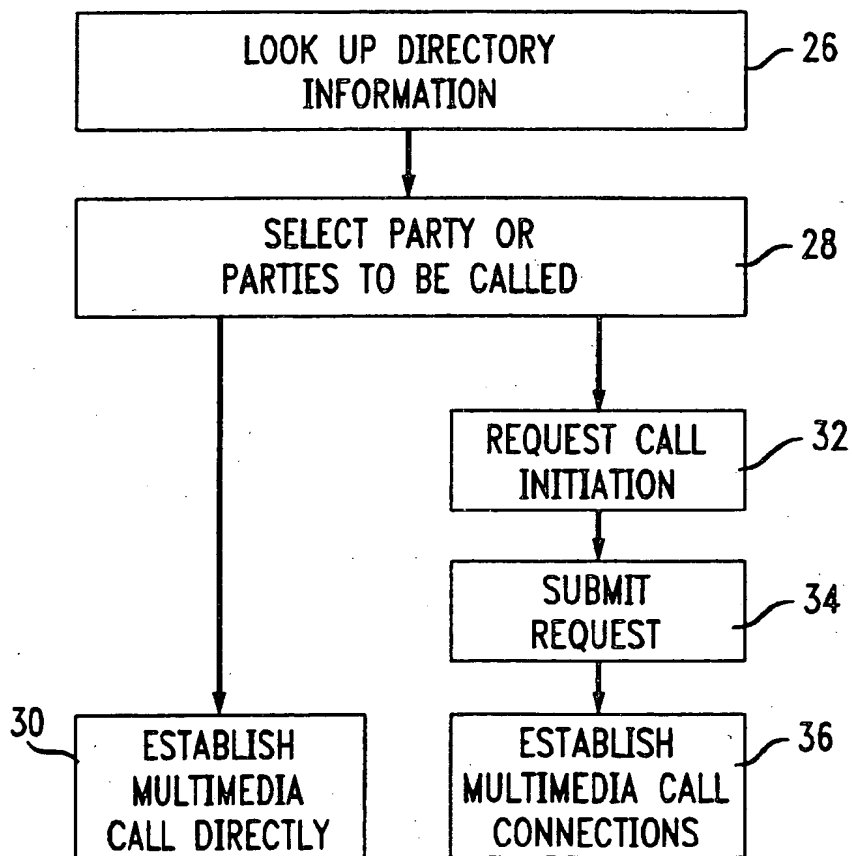 LOOK UP DIRECTORY
INFORMATION
26
SELECT PARTY OR
PARTIES TO BE CALLED
28
REQUEST CALL
INITIATION
32
SUBMIT
REQUEST
34
30
ESTABLISH
MULTIMEDIA
CALL DIRECTLY
ESTABLISH
MULTIMEDIA CALL
CONNECTIONS
36